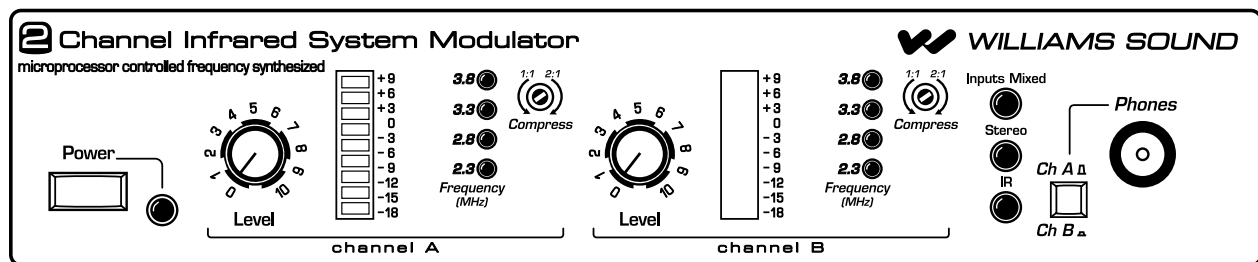 2 Channel Infrared System Modulator
microprocessor controlled frequency synthesized
WILLIAMS SOUND
Power
0 1 2 3 4 5 6 7 8 9 10
Level
+9
+6
+3
0
-3
-6
-9
-12
-15
-18
3.8
3.3
2.8
2.3
Frequency
(MHz)
1:1 2:1
Compress
channel A
0 1 2 3 4 5 6 7 8 9 10
Level
+9
+6
+3
0
-3
-6
-9
-12
-15
-18
3.8
3.3
2.8
2.3
Frequency
(MHz)
1:1 2:1
Compress
channel B
Inputs Mixed
Stereo
IR
Phones
Ch A
Ch B